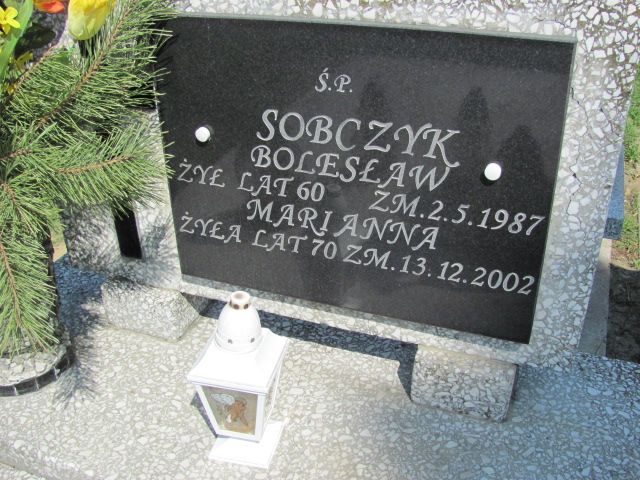 Ś.P.
SOBCZYK
BOLESŁAW
ŻYŁ LAT 60 ZM. 2.5.1987
MARIANNA
ŻYŁA LAT 70 ZM. 13.12.2002